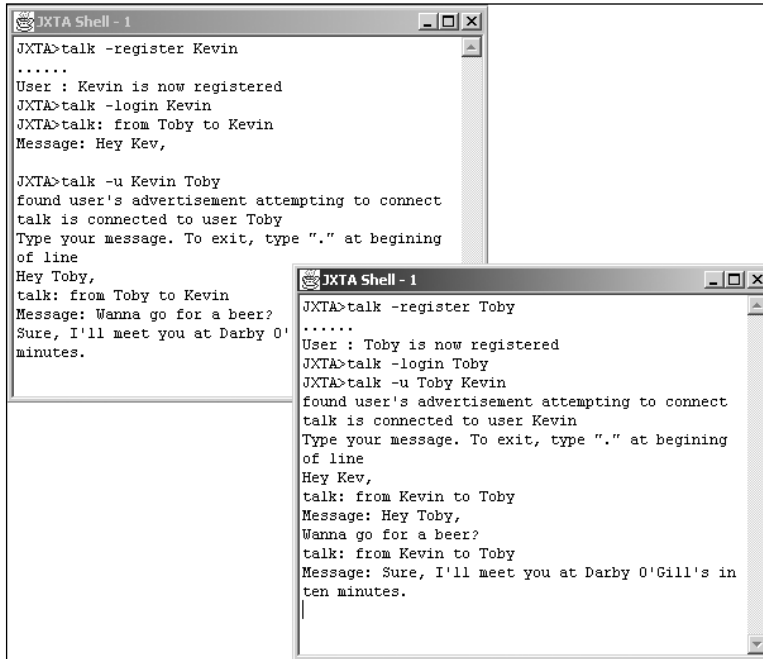 JXTA Shell - 1
JXTA>talk -register Kevin
......
User : Kevin is now registered
JXTA>talk -login Kevin
JXTA>talk: from Toby to Kevin
Message: Hey Kev,
JXTA>talk -u Kevin Toby
found user's advertisement attempting to connect
talk is connected to user Toby
Type your message. To exit, type "." at begining
of line
Hey Toby,
talk: from Toby to Kevin
Message: Wanna go for a beer?
Sure, I'll meet you at Darby O'
minutes.
JXTA Shell - 1
JXTA>talk -register Toby
......
User : Toby is now registered
JXTA>talk -login Toby
JXTA>talk -u Toby Kevin
found user's advertisement attempting to connect
talk is connected to user Kevin
Type your message. To exit, type "." at begining
of line
Hey Kev,
talk: from Kevin to Toby
Message: Hey Toby,
Wanna go for a beer?
talk: from Kevin to Toby
Message: Sure, I'll meet you at Darby O'Gill's in
ten minutes.